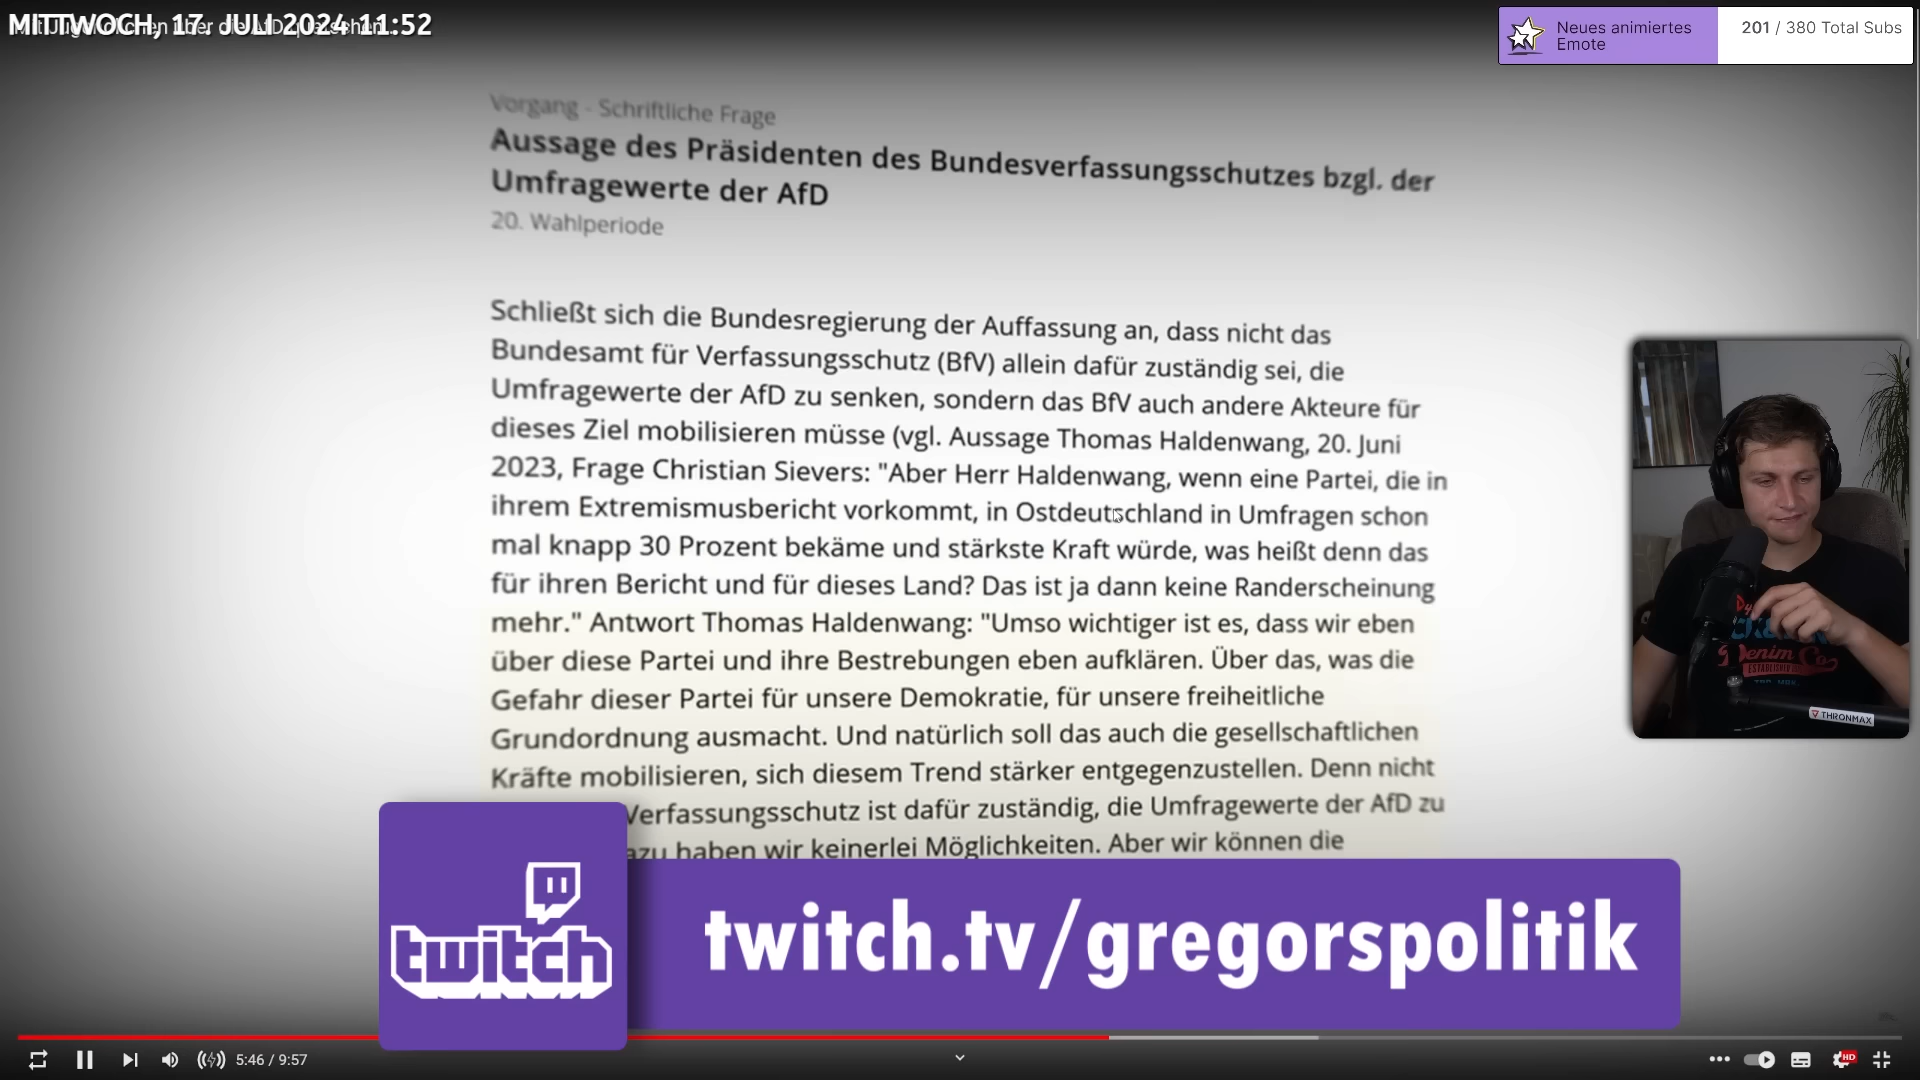 MITTWOCH, 17. JULI 2024 11:52
Neues animiertes
Emote
201 / 380 Total Subs
Vorgang - Schriftliche Frage
Aussage des Präsidenten des Bundesverfassungsschutzes bzgl. der
Umfragewerte der AfD
20. Wahlperiode
Schließt sich die Bundesregierung der Auffassung an, dass nicht das
Bundesamt für Verfassungsschutz (BfV) allein dafür zuständig sei, die
Umfragewerte der AfD zu senken, sondern das BfV auch andere Akteure für
dieses Ziel mobilisieren müsse (vgl. Aussage Thomas Haldenwang, 20. Juni
2023, Frage Christian Sievers: "Aber Herr Haldenwang, wenn eine Partei, die in
ihrem Extremismusbericht vorkommt, in Ostdeutschland in Umfragen schon
mal knapp 30 Prozent bekäme und stärkste Kraft würde, was heißt denn das
für ihren Bericht und für dieses Land? Das ist ja dann keine Randerscheinung
mehr." Antwort Thomas Haldenwang: "Umso wichtiger ist es, dass wir eben
über diese Partei und ihre Bestrebungen eben aufklären. Über das, was die
Gefahr dieser Partei für unsere Demokratie, für unsere freiheitliche
Grundordnung ausmacht. Und natürlich soll das auch die gesellschaftlichen
Kräfte mobilisieren, sich diesem Trend stärker entgegenzustellen. Denn nicht
Verfassungsschutz ist dafür zuständig, die Umfragewerte der AfD zu
haben wir keinerlei Möglichkeiten. Aber wir können die
Denim Co.
ESTABLISHED
THRONMAX
twitch
twitch.tv/gregorspolitik
5:46 / 9:57
HD